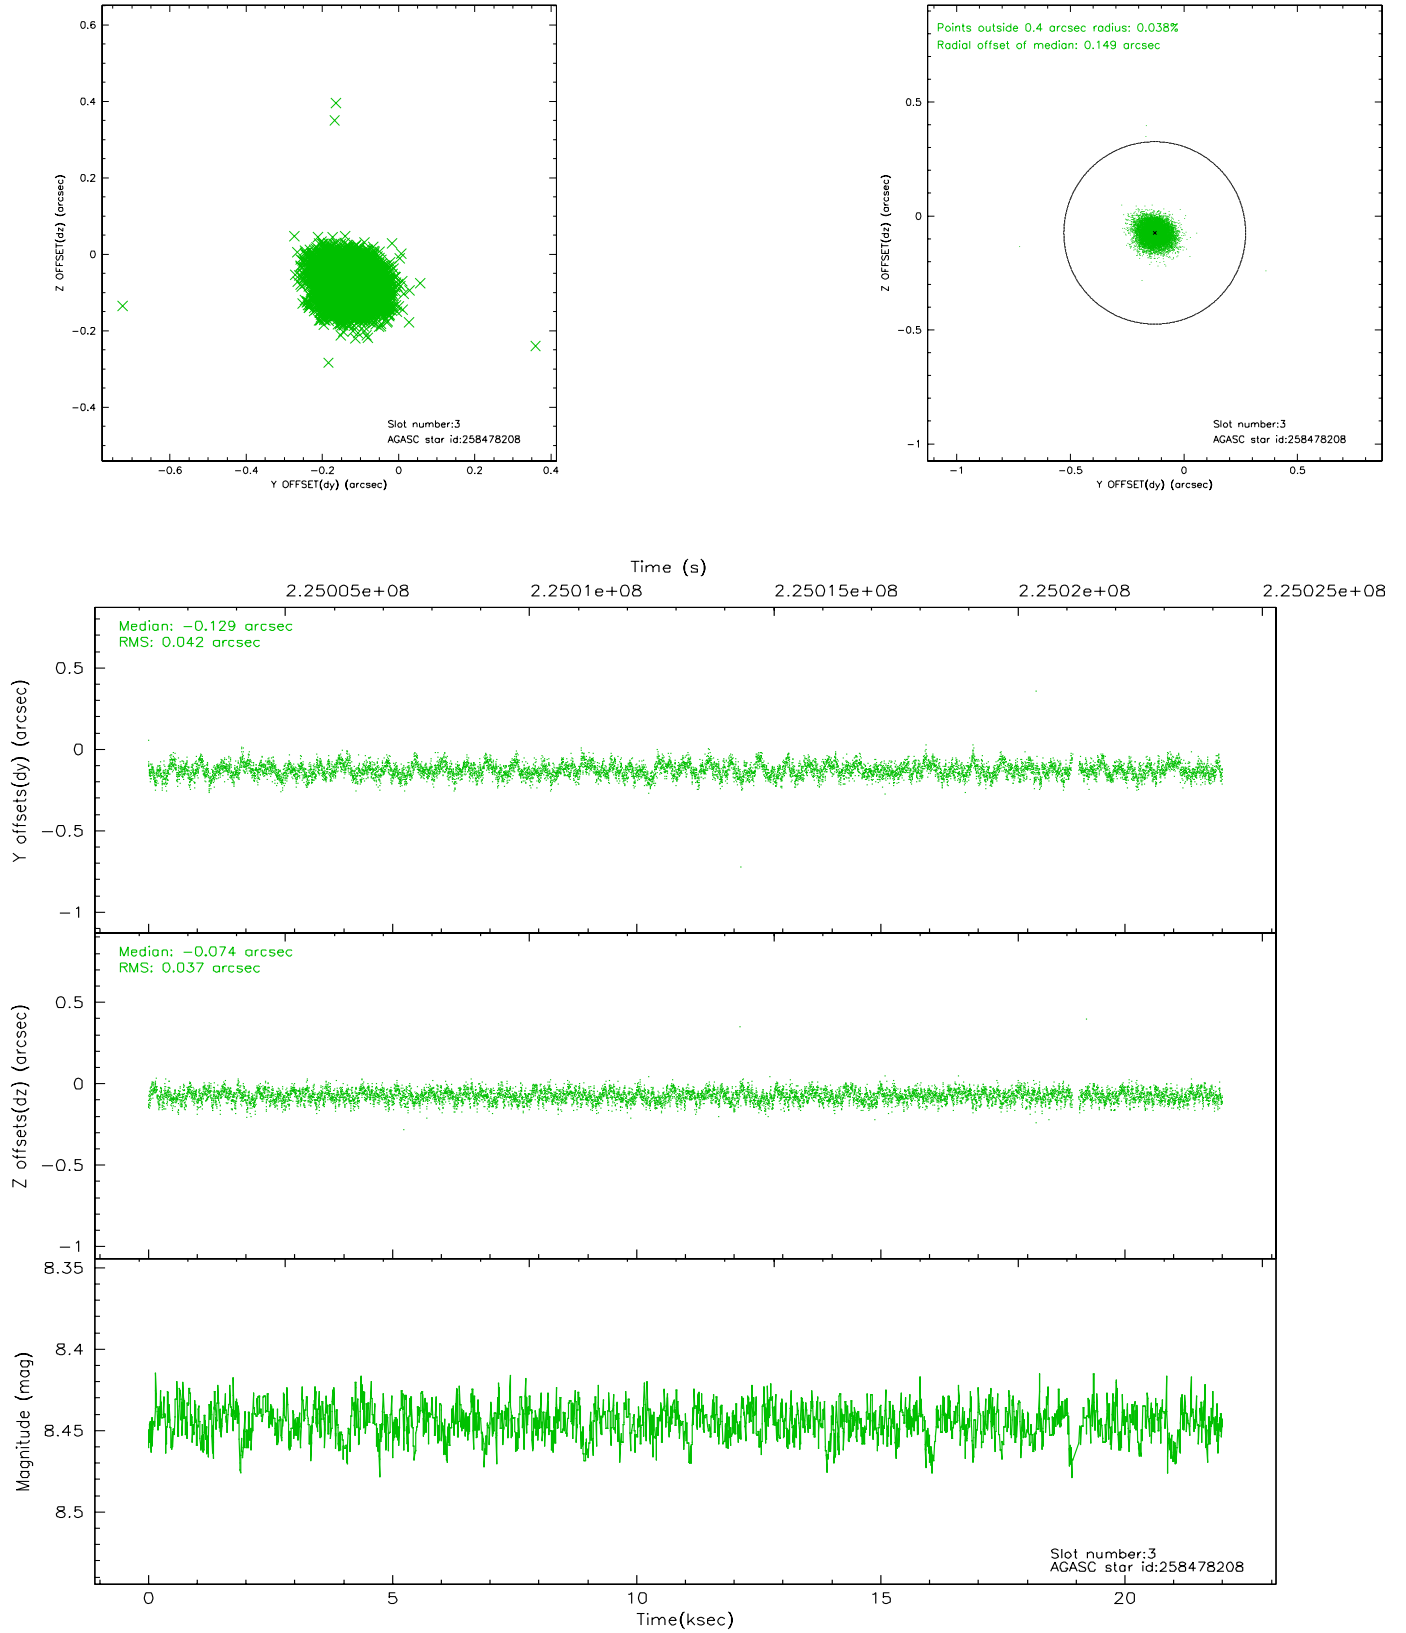 0.6
0.4
0.2
0
−0.2
−0.4
Z OFFSET(dz) (arcsec)
Slot number:3
AGASC star id:258478208
−0.6 −0.4 −0.2 0 0.2 0.4
Y OFFSET(dy) (arcsec)
Points outside 0.4 arcsec radius: 0.038%
Radial offset of median: 0.149 arcsec
0.5
0
−0.5
−1
Z OFFSET(dz) (arcsec)
Slot number:3
AGASC star id:258478208
−1 −0.5 0 0.5
Y OFFSET(dy) (arcsec)
Time (s)
2.25005e+08 2.2501e+08 2.25015e+08 2.2502e+08 2.25025e+08
Median: −0.129 arcsec
RMS: 0.042 arcsec
0.5
0
−0.5
−1
Y offsets(dy) (arcsec)
Median: −0.074 arcsec
RMS: 0.037 arcsec
0.5
0
−0.5
−1
Z offsets(dz) (arcsec)
8.35
8.4
8.45
8.5
Magnitude (mag)
Slot number:3
AGASC star id:258478208
0 5 10 15 20
Time(ksec)